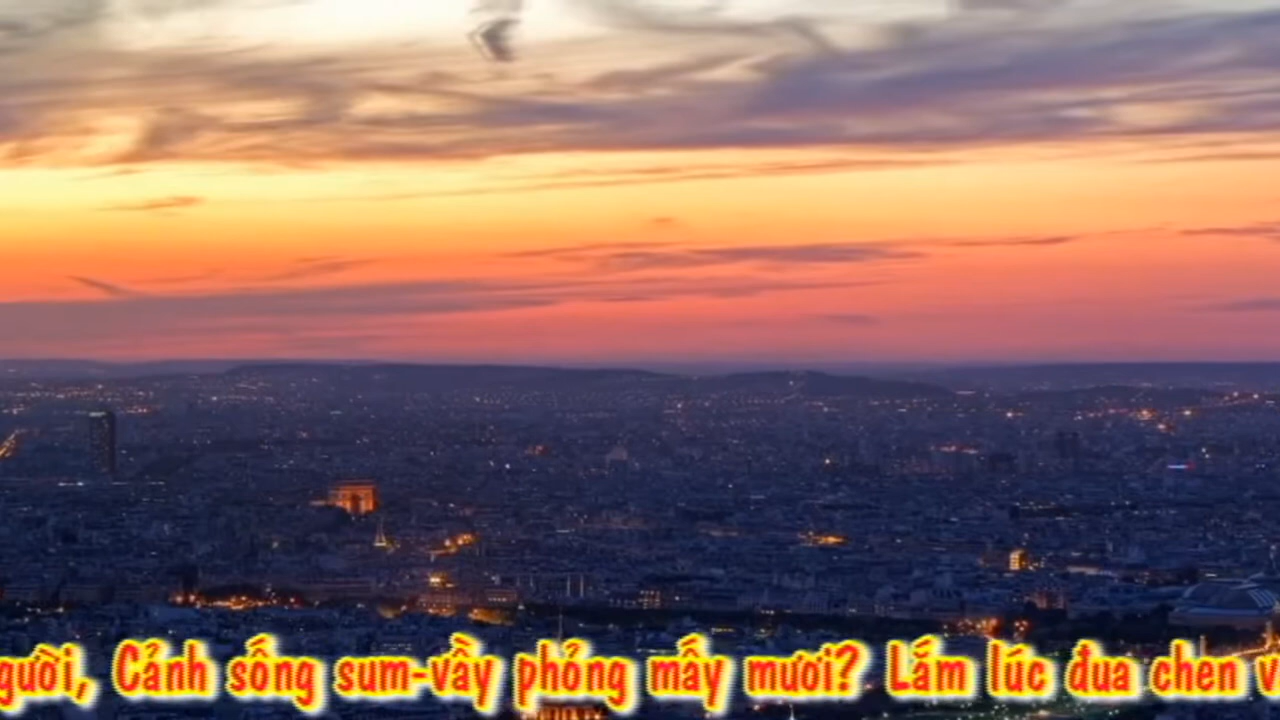 gười, Cảnh sống sum-vầy phỏng mấy mươi? Lắm lúc đua chen v